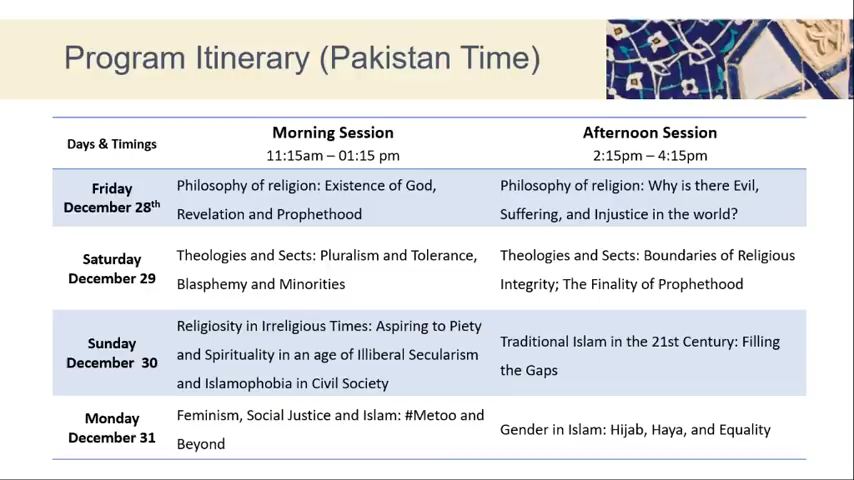 Program Itinerary (Pakistan Time)
Days & Timings
Morning Session
11:15am – 01:15 pm
Afternoon Session
2:15pm – 4:15pm
Friday
December 28th
Philosophy of religion: Existence of God,
Revelation and Prophethood
Philosophy of religion: Why is there Evil,
Suffering, and Injustice in the world?
Saturday
December 29
Theologies and Sects: Pluralism and Tolerance,
Blasphemy and Minorities
Theologies and Sects: Boundaries of Religious
Integrity; The Finality of Prophethood
Sunday
December 30
Religiosity in Irreligious Times: Aspiring to Piety
and Spirituality in an age of Illiberal Secularism
and Islamophobia in Civil Society
Traditional Islam in the 21st Century: Filling
the Gaps
Monday
December 31
Feminism, Social Justice and Islam: #Metoo and
Beyond
Gender in Islam: Hijab, Haya, and Equality